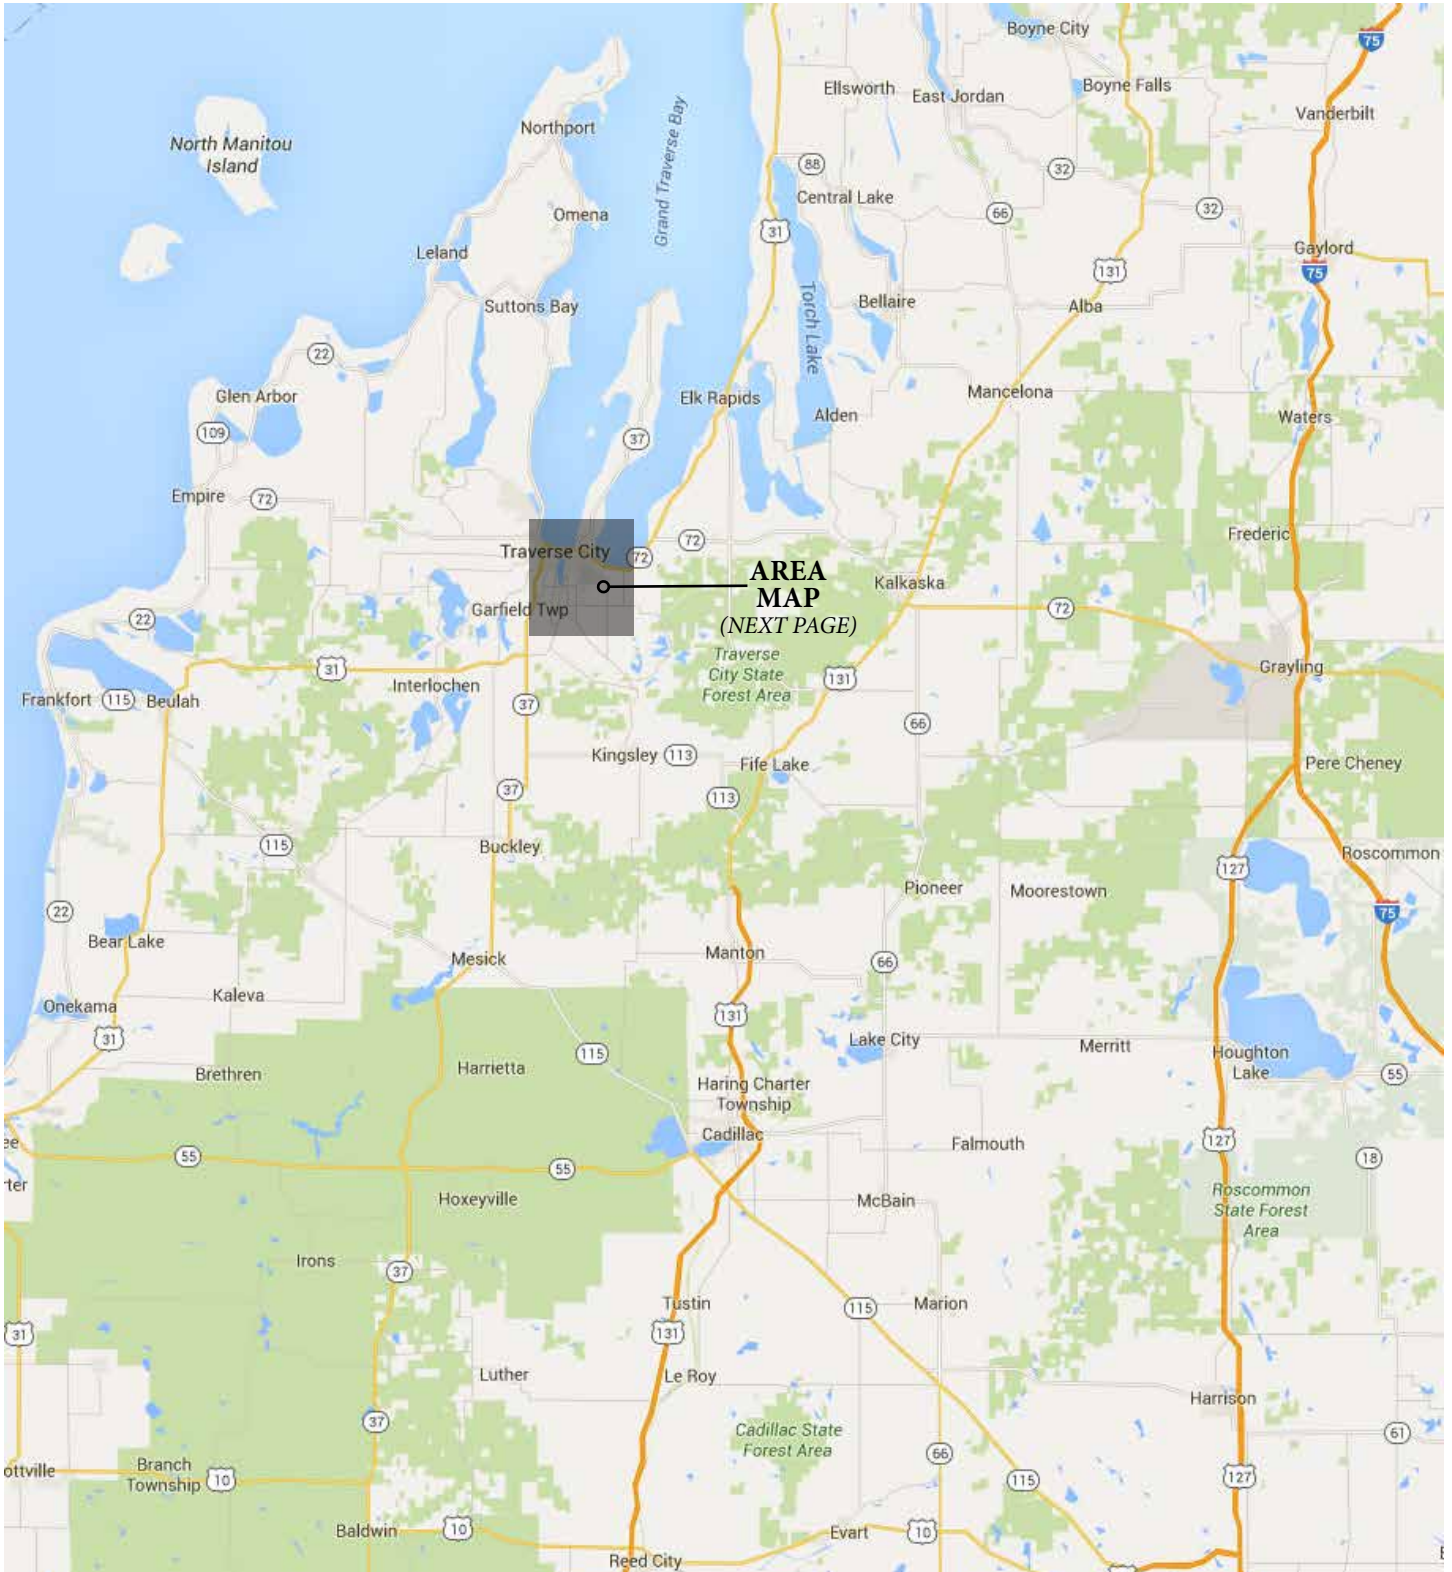 Boyne City
75
Ellsworth
East Jordan
Boyne Falls
Vanderbilt
Northport
North Manitou
Island
Grand Traverse Bay
88
32
Central Lake
66
32
Omena
31
Leland
Gaylord
75
131
Suttons Bay
Torch Lake
Bellaire
Alba
22
Glen Arbor
Elk Rapids
Mancelona
Alden
Waters
109
37
Empire
72
72
Frederic
Traverse City
72
AREA
MAP
(NEXT PAGE)
Kalkaska
Garfield Twp
72
22
Traverse
City State
Forest Area
31
Interlochen
131
Grayling
Frankfort
115
Beulah
37
66
Kingsley
113
Fife Lake
Pere Cheney
37
113
115
Buckley
Roscommon
127
Pioneer
Moorestown
22
75
Bear Lake
Mesick
Manton
66
Kaleva
Onekama
131
31
115
Lake City
Merritt
Houghton
Lake
Brethren
Harrietta
55
Haring Charter
Township
ee
Cadillac
Falmouth
127
55
55
18
rter
Hoxeyville
McBain
Roscommon
State Forest
Area
Irons
37
Tustin
115
Marion
31
131
Luther
Le Roy
Harrison
37
Cadillac State
Forest Area
61
66
ottville
Branch
Township
10
115
127
Baldwin
10
Evart
10
Reed City